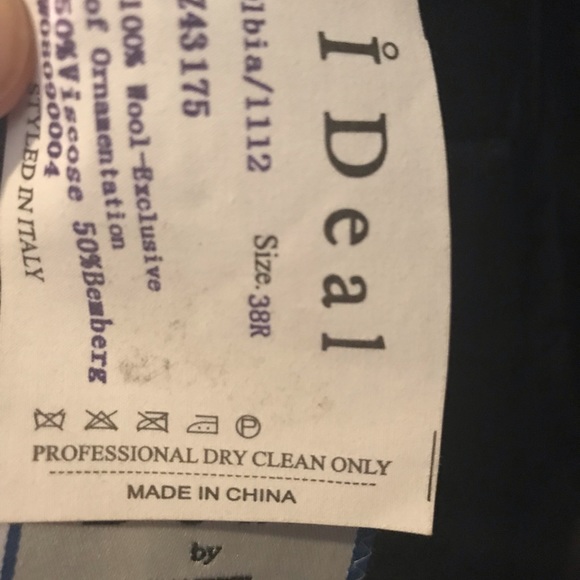 i Deal
lbia/1112 Size. 38R
Z43175
100% Wool-Exclusive
of Ornamentation
50%Viscose 50%Bemberg
STYLED IN ITALY
PROFESSIONAL DRY CLEAN ONLY
MADE IN CHINA
by